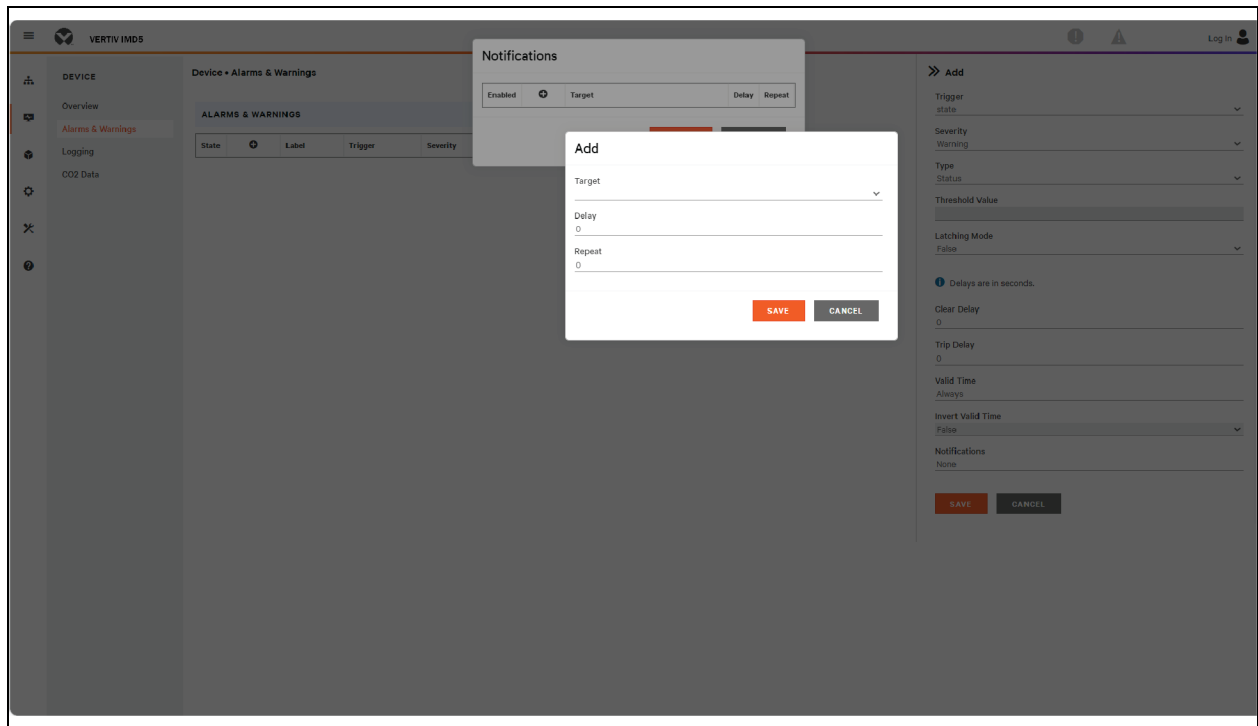 VERTIV IMD5
Log in
DEVICE
Overview
Alarms & Warnings
Logging
CO2 Data
Device • Alarms & Warnings
ALARMS & WARNINGS
State Label Trigger Severity
Notifications
Enabled Target Delay Repeat
Add
Target
Delay
0
Repeat
0
SAVE CANCEL
Add
Trigger
state
Severity
Warning
Type
Status
Threshold Value
Latching Mode
False
Delays are in seconds.
Clear Delay
0
Trip Delay
0
Valid Time
Always
Invert Valid Time
False
Notifications
None
SAVE CANCEL